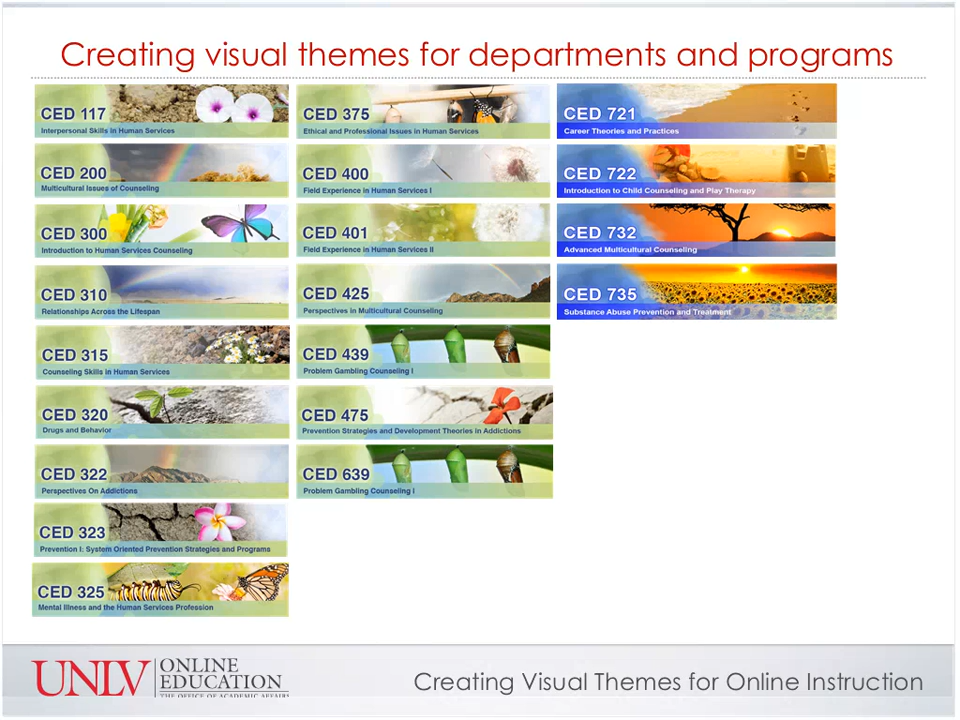 Creating visual themes for departments and programs
CED 117
Interpersonal Skills in Human Services
CED 200
Multicultural Issues of Counseling
CED 300
Introduction to Human Services Counseling
CED 310
Relationships Across the Lifespan
CED 315
Counseling Skills in Human Services
CED 320
Drugs and Behavior
CED 322
Perspectives On Addictions
CED 323
Prevention I: System Oriented Prevention Strategies and Programs
CED 325
Mental Illness and the Human Services Profession
CED 375
Ethical and Professional Issues in Human Services
CED 400
Field Experience in Human Services I
CED 401
Field Experience in Human Services II
CED 425
Perspectives in Multicultural Counseling
CED 439
Problem Gambling Counseling I
CED 475
Prevention Strategies and Development Theories in Addictions
CED 639
Problem Gambling Counseling I
CED 721
Career Theories and Practices
CED 722
Introduction to Child Counseling and Play Therapy
CED 732
Advanced Multicultural Counseling
CED 735
Substance Abuse Prevention and Treatment
UNLV
ONLINE
EDUCATION
THE OFFICE OF ACADEMIC AFFAIRS
Creating Visual Themes for Online Instruction